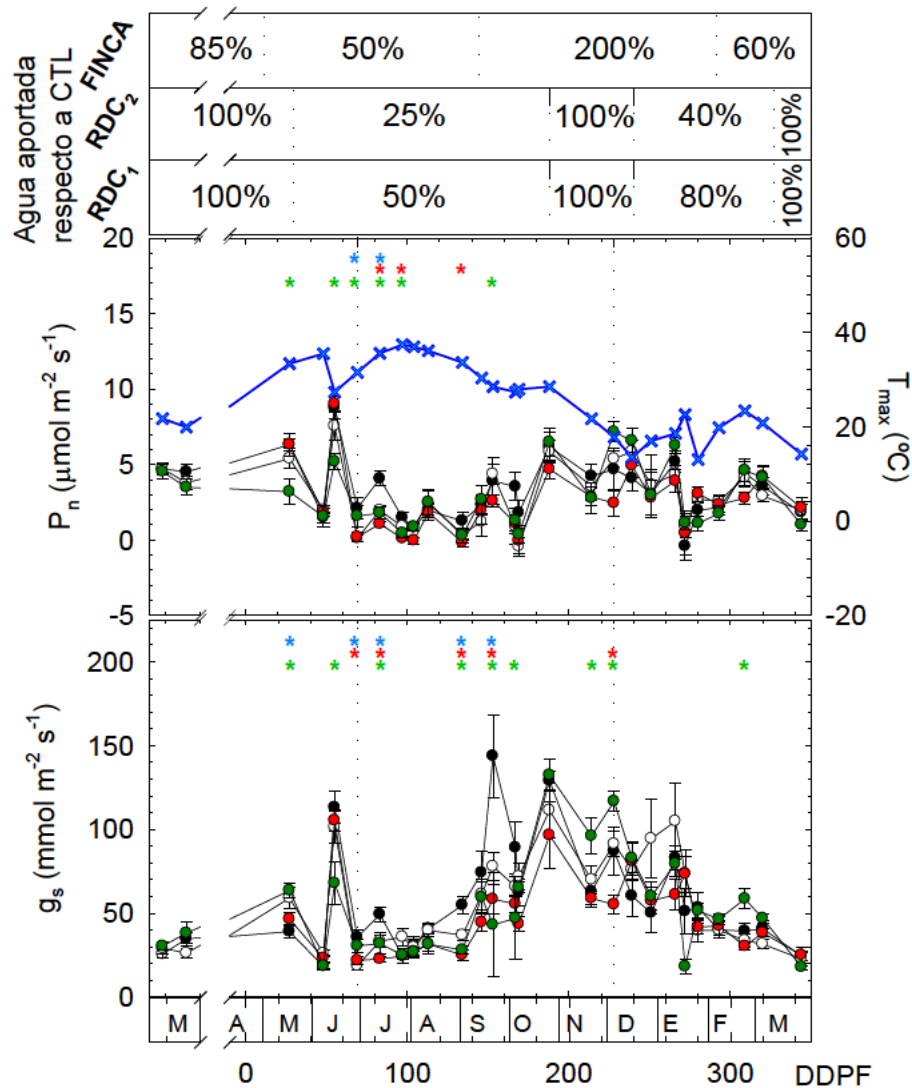 Agua aportada
respecto a CTL
FINCA 85% 50% 200% 60%
RDC2 100% 25% 100% 40% 100%
RDC1 100% 50% 100% 80% 100%
20 60
* *
* * *
* * * * * *
15
40
10
Pn (μmol m-2 s-1)
Tmax (ºC)
20
5
0 0
-5 -20
* * * * *
200 * * * * *
* * * * * * * * *
150
gs (mmol m-2 s-1)
100
50
0
M A M J J A S O N D E F M
0 100 200 300 DDPF